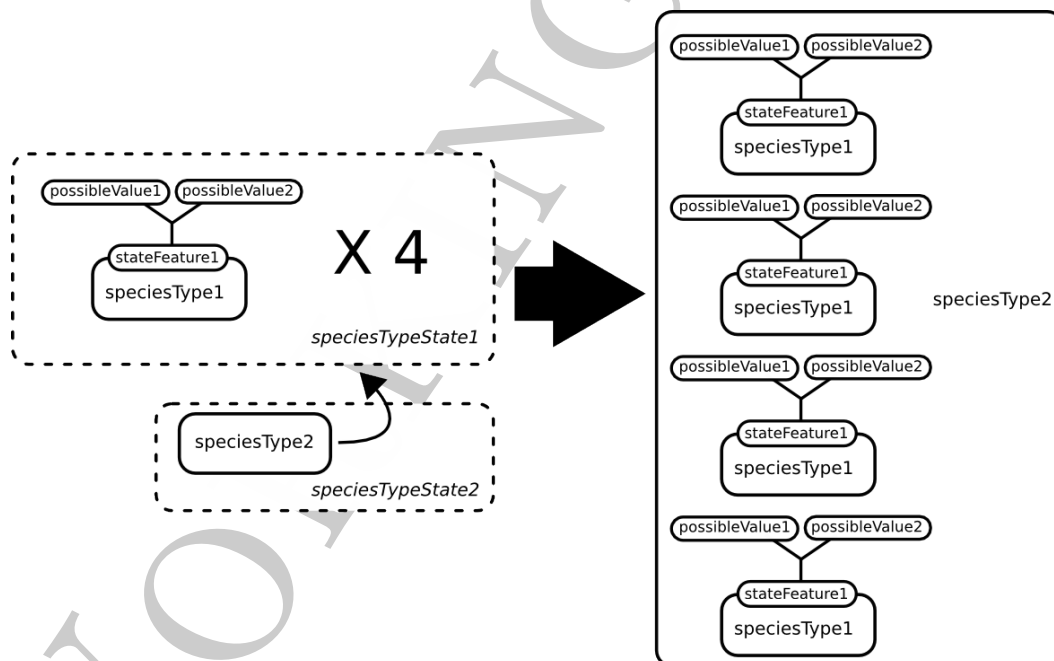 possibleValue1 possibleValue2
stateFeature1
speciesType1
X 4
speciesTypeState1
speciesType2
speciesTypeState2
possibleValue1 possibleValue2
stateFeature1
speciesType1
possibleValue1 possibleValue2
stateFeature1
speciesType1
speciesType2
possibleValue1 possibleValue2
stateFeature1
speciesType1
possibleValue1 possibleValue2
stateFeature1
speciesType1